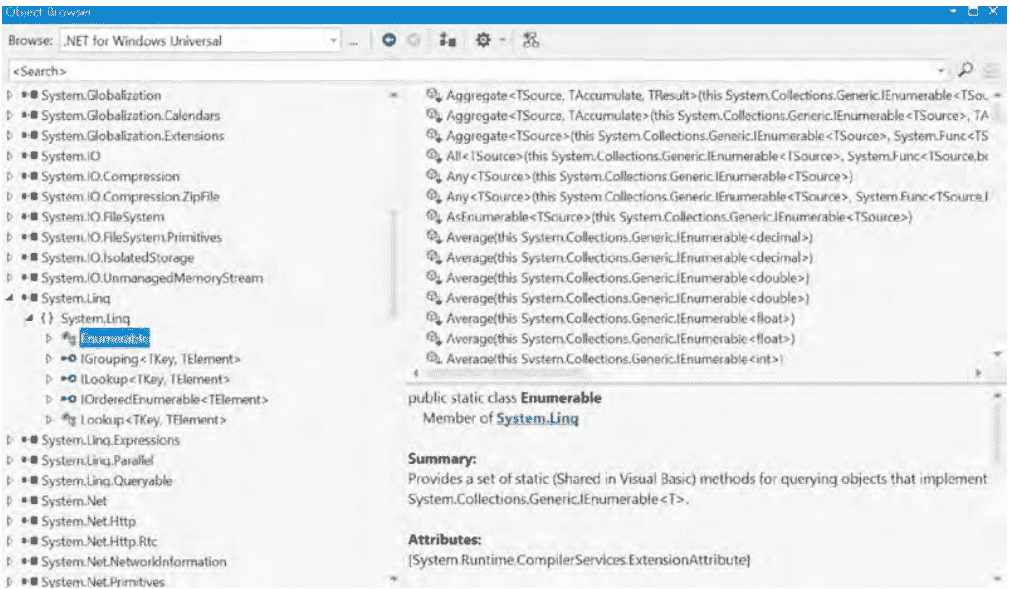 Object Browser
Browse: .NET for Windows Universal ...
<Search>
System.Globalization
System.Globalization.Calendars
System.Globalization.Extensions
System.IO
System.IO.Compression
System.IO.Compression.ZipFile
System.IO.FileSystem
System.IO.FileSystem.Primitives
System.IO.IsolatedStorage
System.IO.UnmanagedMemoryStream
System.Linq
{} System.Linq
Enumerable
IGrouping<TKey, TElement>
ILookup<TKey, TElement>
IOrderedEnumerable<TElement>
Lookup<TKey, TElement>
System.Linq.Expressions
System.Linq.Parallel
System.Linq.Queryable
System.Net
System.Net.Http
System.Net.Http.Rtc
System.Net.NetworkInformation
System.Net.Primitives
Aggregate<TSource, TAccumulate, TResult>(this System.Collections.Generic.IEnumerable<TSou
Aggregate<TSource, TAccumulate>(this System.Collections.Generic.IEnumerable<TSource>, TA
Aggregate<TSource>(this System.Collections.Generic.IEnumerable<TSource>, System.Func<TS
All<TSource>(this System.Collections.Generic.IEnumerable<TSource>, System.Func<TSource,bo
Any<TSource>(this System.Collections.Generic.IEnumerable<TSource>)
Any<TSource>(this System.Collections.Generic.IEnumerable<TSource>, System.Func<TSource,
AsEnumerable<TSource>(this System.Collections.Generic.IEnumerable<TSource>)
Average(this System.Collections.Generic.IEnumerable<decimal>)
Average(this System.Collections.Generic.IEnumerable<decimal>)
Average(this System.Collections.Generic.IEnumerable<double>)
Average(this System.Collections.Generic.IEnumerable<double>)
Average(this System.Collections.Generic.IEnumerable<float>)
Average(this System.Collections.Generic.IEnumerable<float>)
Average(this System.Collections.Generic.IEnumerable<int>)
public static class Enumerable
Member of System.Linq
Summary:
Provides a set of static (Shared in Visual Basic) methods for querying objects that implement
System.Collections.Generic.IEnumerable<T>.
Attributes:
[System.Runtime.CompilerServices.ExtensionAttribute]